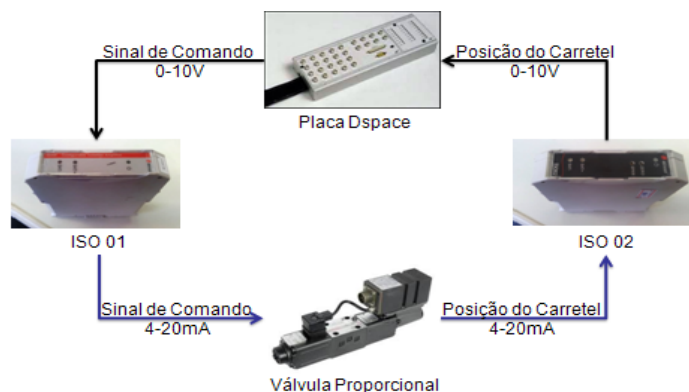 Sinal de Comando
0-10V
Posição do Carretel
0-10V
Placa Dspace
ISO 01
ISO 02
Sinal de Comando
4-20mA
Posição do Carretel
4-20mA
Válvula Proporcional